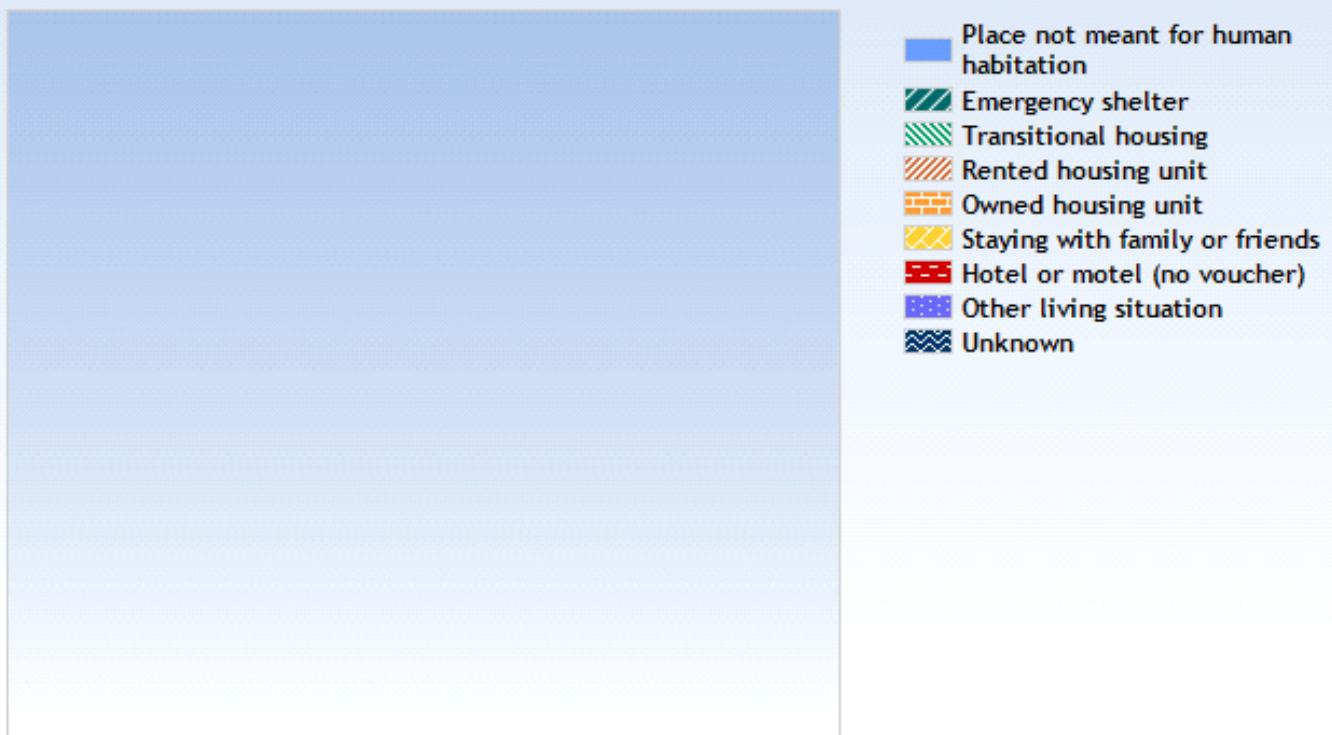 Place not meant for human
habitation
Emergency shelter
Transitional housing
Rented housing unit
Owned housing unit
Staying with family or friends
Hotel or motel (no voucher)
Other living situation
Unknown